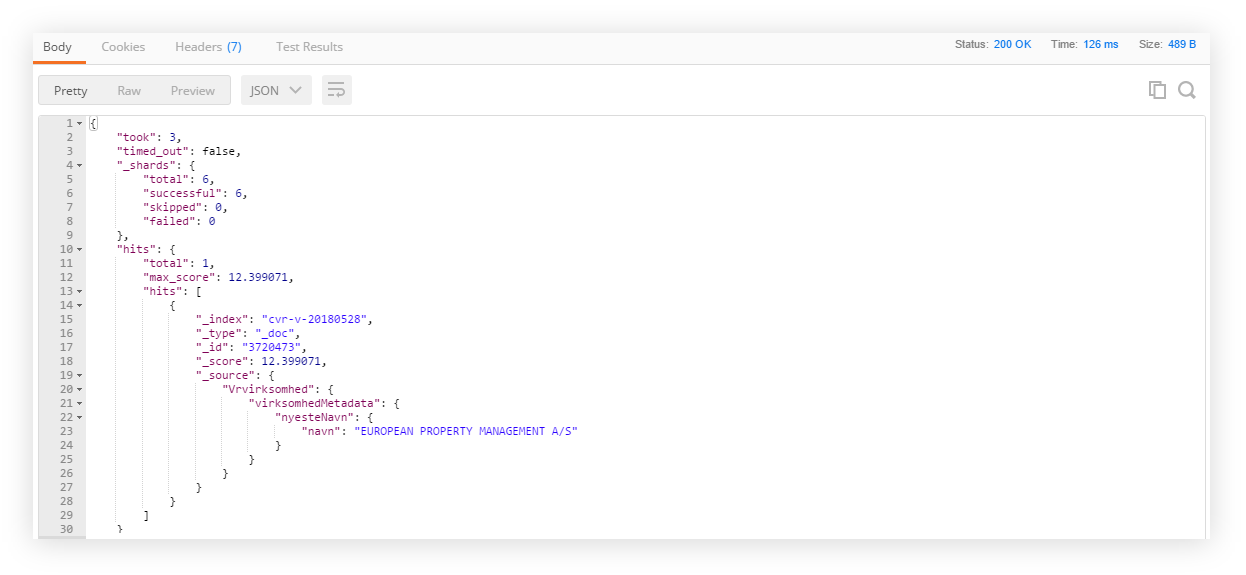 Body Cookies Headers (7) Test Results Status: 200 OK Time: 126 ms Size: 489 B
Pretty Raw Preview JSON
1 {
2 "took": 3,
3 "timed_out": false,
4 "_shards": {
5 "total": 6,
6 "successful": 6,
7 "skipped": 0,
8 "failed": 0
9 },
10 "hits": {
11 "total": 1,
12 "max_score": 12.399071,
13 "hits": [
14 {
15 "_index": "cvr-v-20180528",
16 "_type": "_doc",
17 "_id": "3720473",
18 "_score": 12.399071,
19 "_source": {
20 "Vrvirksomhed": {
21 "virksomhedMetadata": {
22 "nyesteNavn": {
23 "navn": "EUROPEAN PROPERTY MANAGEMENT A/S"
24 }
25 }
26 }
27 }
28 }
29 ]
30 }